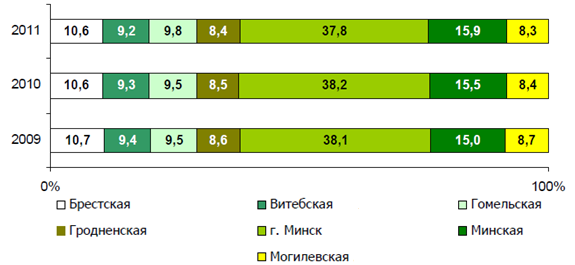 2011 10,6 9,2 9,8 8,4 37,8 15,9 8,3
2010 10,6 9,3 9,5 8,5 38,2 15,5 8,4
2009 10,7 9,4 9,5 8,6 38,1 15,0 8,7
0% 100%
Брестская Витебская Гомельская
Гродненская г. Минск Минская
Могилевская